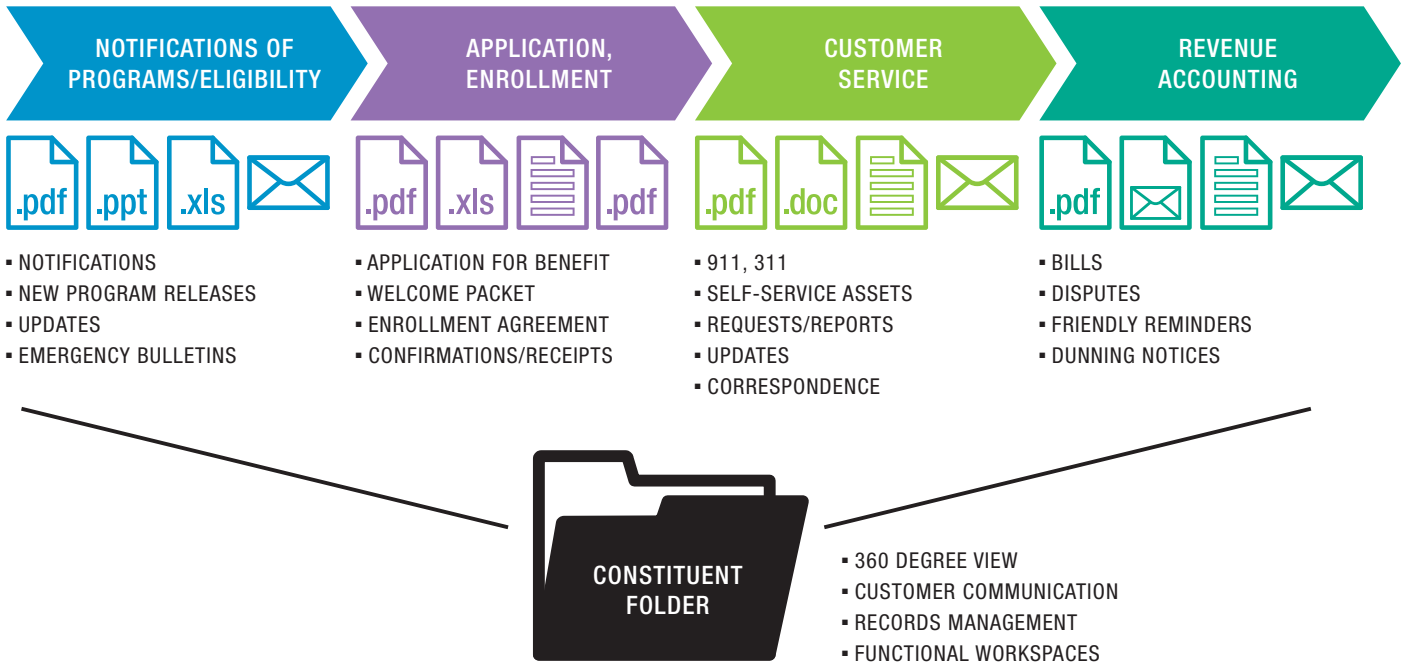 NOTIFICATIONS OF
PROGRAMS/ELIGIBILITY
APPLICATION,
ENROLLMENT
CUSTOMER
SERVICE
REVENUE
ACCOUNTING
.pdf
.ppt
.xls
.pdf
.xls
.pdf
.pdf
.doc
.pdf
▪ NOTIFICATIONS
▪ NEW PROGRAM RELEASES
▪ UPDATES
▪ EMERGENCY BULLETINS
▪ APPLICATION FOR BENEFIT
▪ WELCOME PACKET
▪ ENROLLMENT AGREEMENT
▪ CONFIRMATIONS/RECEIPTS
▪ 911, 311
▪ SELF-SERVICE ASSETS
▪ REQUESTS/REPORTS
▪ UPDATES
▪ CORRESPONDENCE
▪ BILLS
▪ DISPUTES
▪ FRIENDLY REMINDERS
▪ DUNNING NOTICES
CONSTITUENT
FOLDER
▪ 360 DEGREE VIEW
▪ CUSTOMER COMMUNICATION
▪ RECORDS MANAGEMENT
▪ FUNCTIONAL WORKSPACES